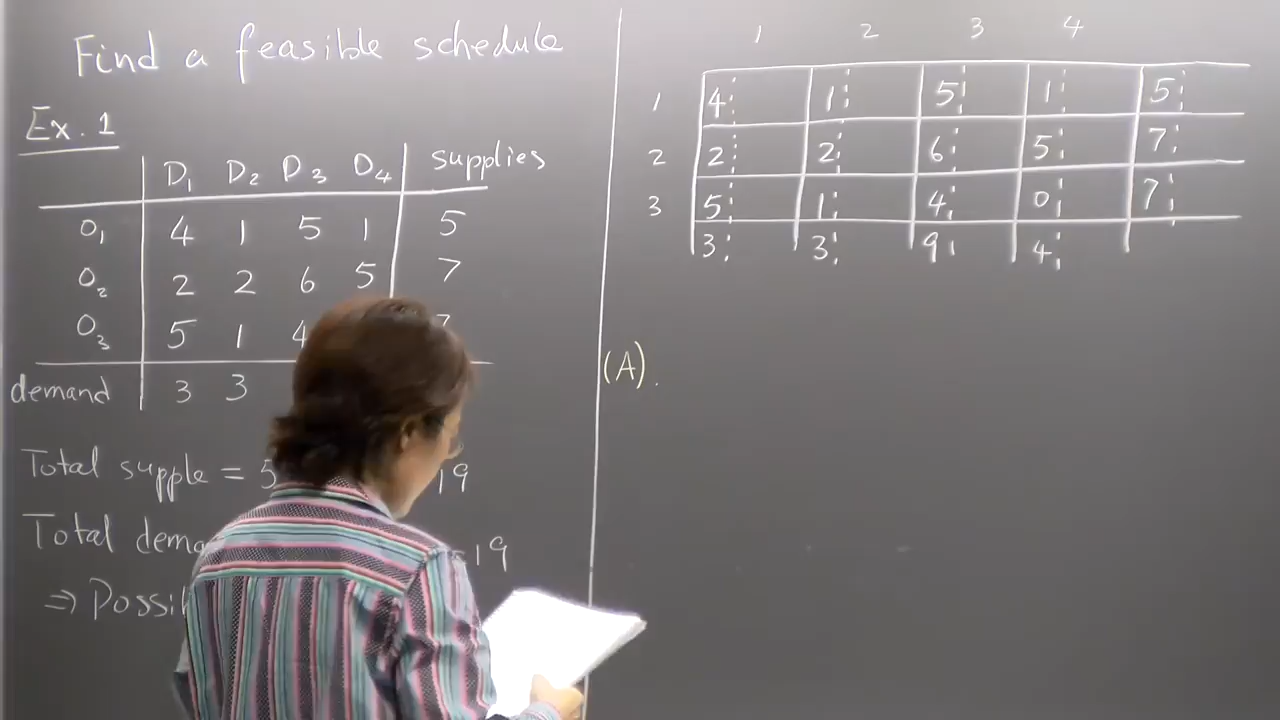 Find a feasible schedule
Ex. 1
D1 D2 D3 D4 supplies
O1 4 1 5 1 5
O2 2 2 6 5 7
O3 5 1 4
demand 3 3
Total supple = 5 19
Total 19
⇒
1 2 3 4
1 4 1 5 1 5
2 2 2 6 5 7
3 5 1 4 0 7
3 3 9 4
(A).